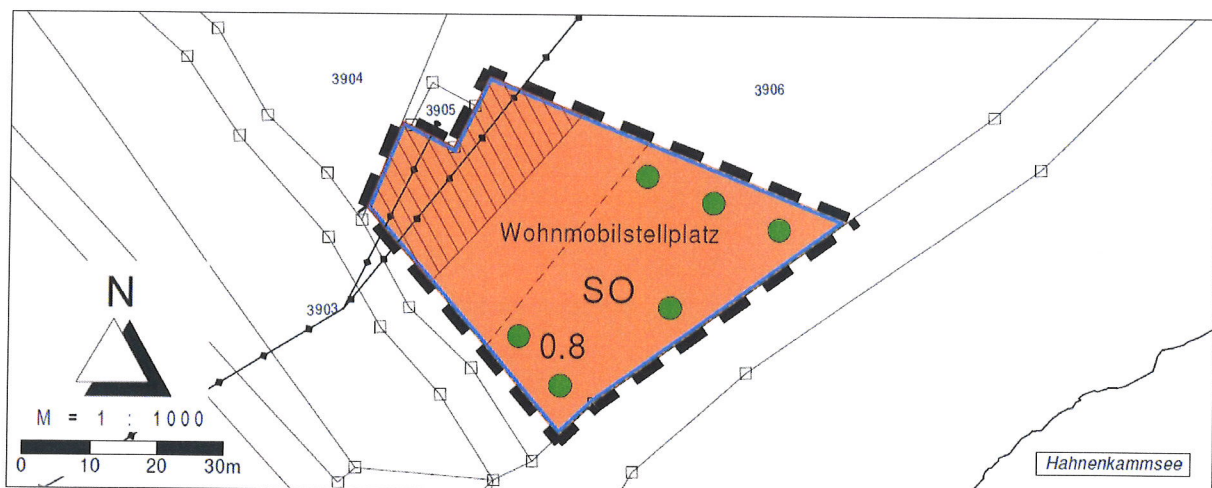 3904
3905
3906
Wohnmobilstellplatz
SO
0.8
3903
N
M = 1 : 1000
0 10 20 30m
Hahnenkammsee